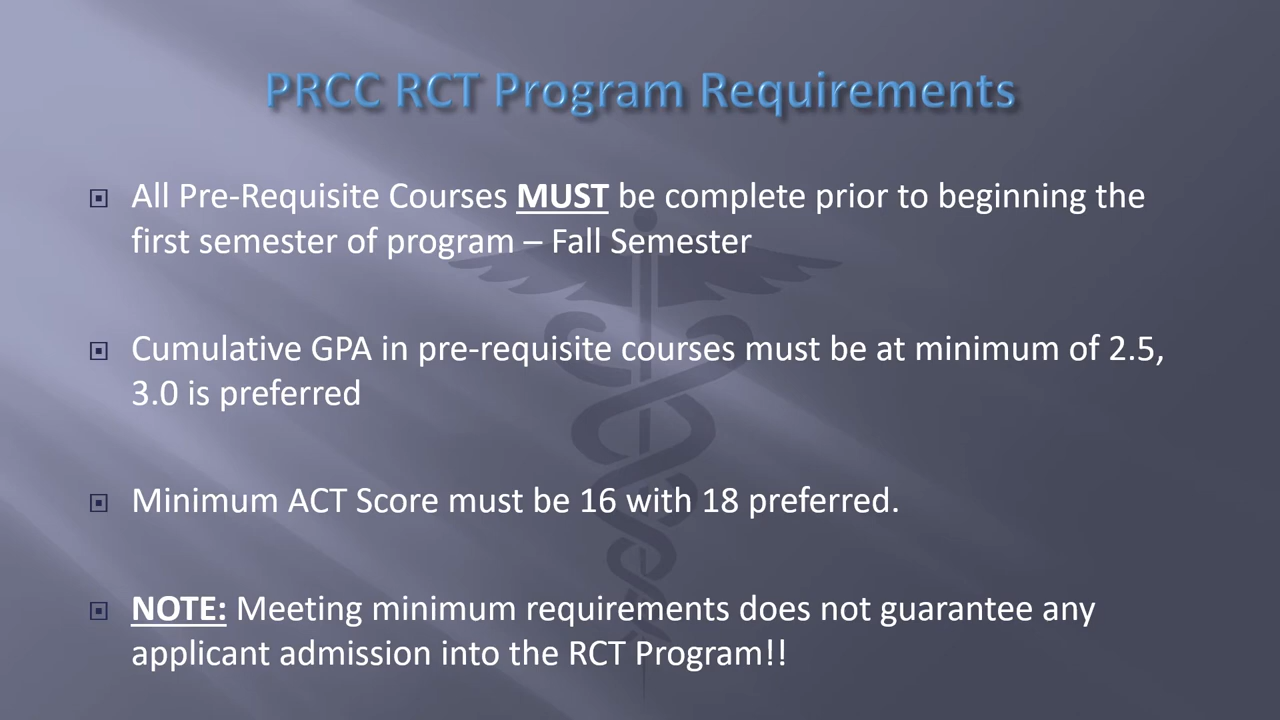 PRCC RCT Program Requirements
All Pre-Requisite Courses MUST be complete prior to beginning the
first semester of program – Fall Semester
Cumulative GPA in pre-requisite courses must be at minimum of 2.5,
3.0 is preferred
Minimum ACT Score must be 16 with 18 preferred.
NOTE: Meeting minimum requirements does not guarantee any
applicant admission into the RCT Program!!